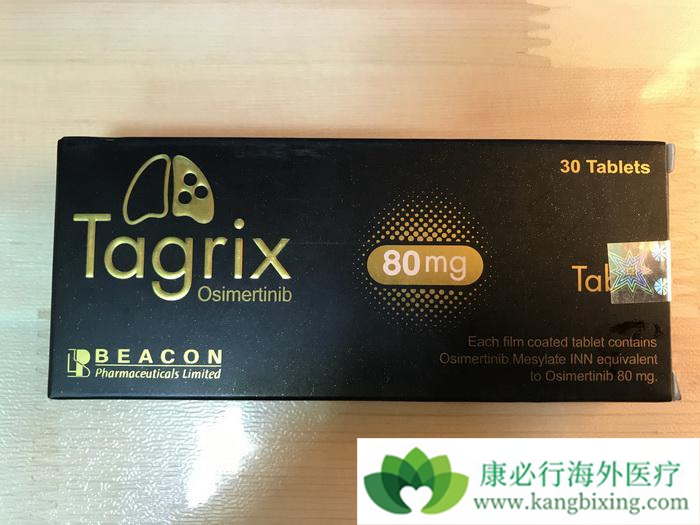 30 Tablets
Tagrix
Osimertinib
80mg
BEACON
Pharmaceuticals Limited
Each film coated tablet contains
Osimertinib Mesylate INN equivalent
to Osimertinib 80 mg.
康必行海外医疗
www.kangbixing.com